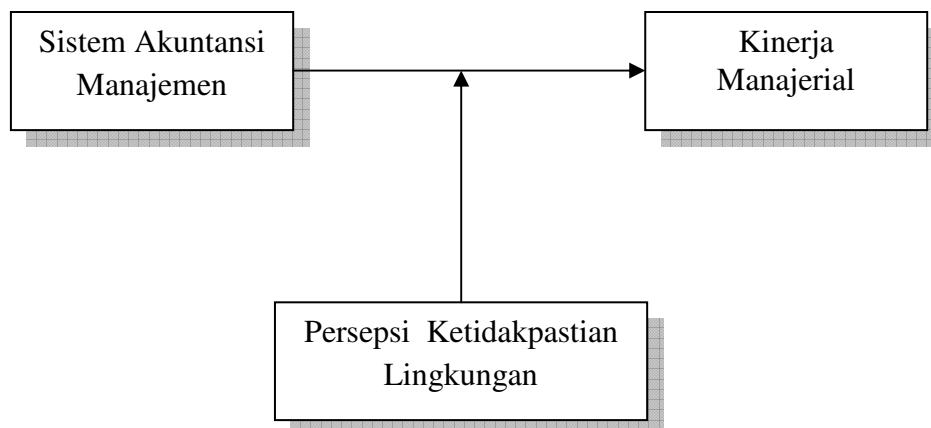 Sistem Akuntansi
Manajemen
Kinerja
Manajerial
Persepsi Ketidakpastian
Lingkungan